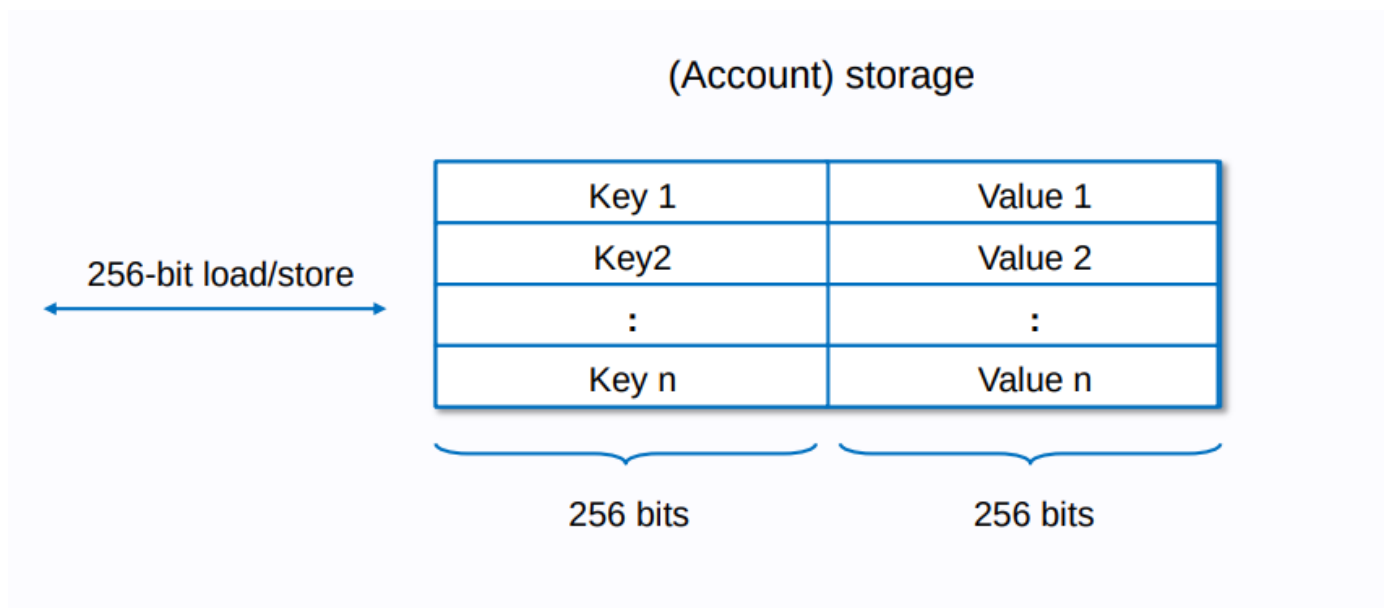 (Account) storage
Key 1 Value 1
256-bit load/store
Key2 Value 2
: :
Key n Value n
256 bits 256 bits